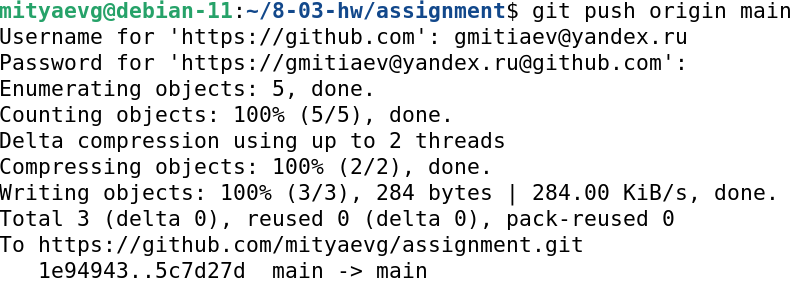 mityaevg@debian-11:~/8-03-hw/assignment$ git push origin main
Username for 'https://github.com': gmitiaev@yandex.ru
Password for 'https://gmitiaev@yandex.ru@github.com':
Enumerating objects: 5, done.
Counting objects: 100% (5/5), done.
Delta compression using up to 2 threads
Compressing objects: 100% (2/2), done.
Writing objects: 100% (3/3), 284 bytes | 284.00 KiB/s, done.
Total 3 (delta 0), reused 0 (delta 0), pack-reused 0
To https://github.com/mityaevg/assignment.git
   1e94943..5c7d27d  main -> main